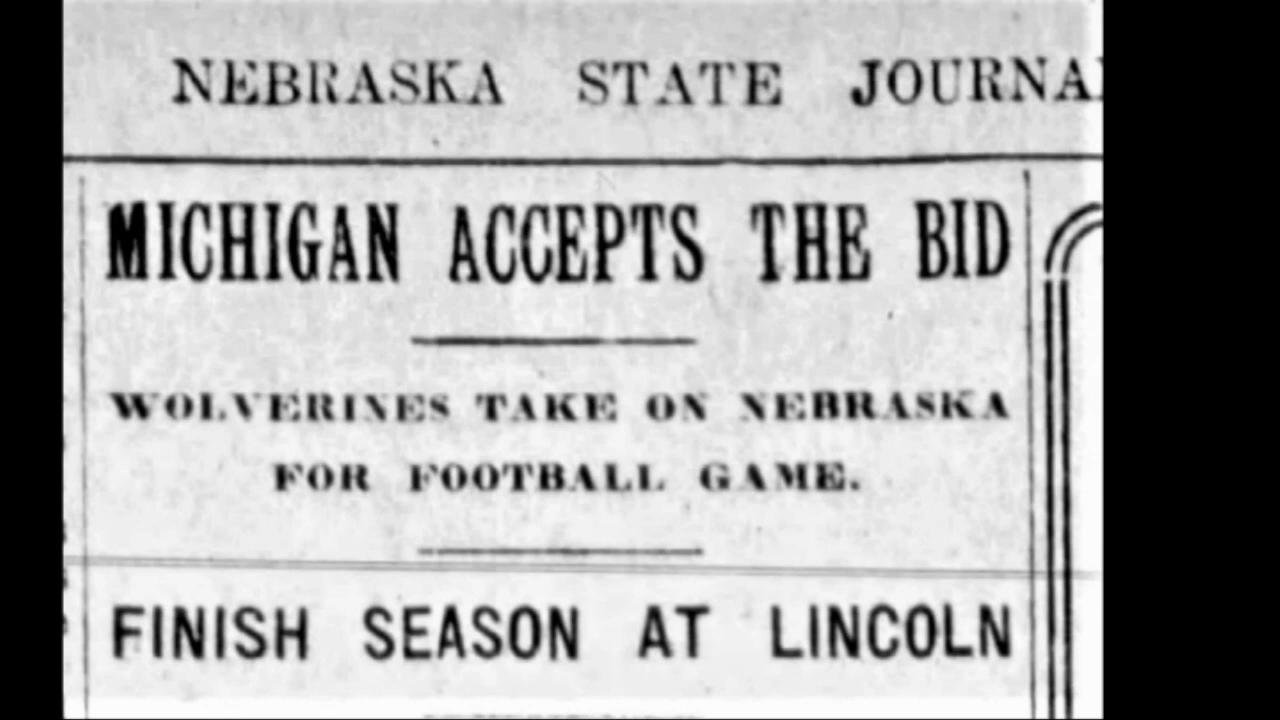 NEBRASKA STATE JOURNA
MICHIGAN ACCEPTS THE BID
WOLVERINES TAKE ON NEBRASKA
FOR FOOTBALL GAME.
FINISH SEASON AT LINCOLN